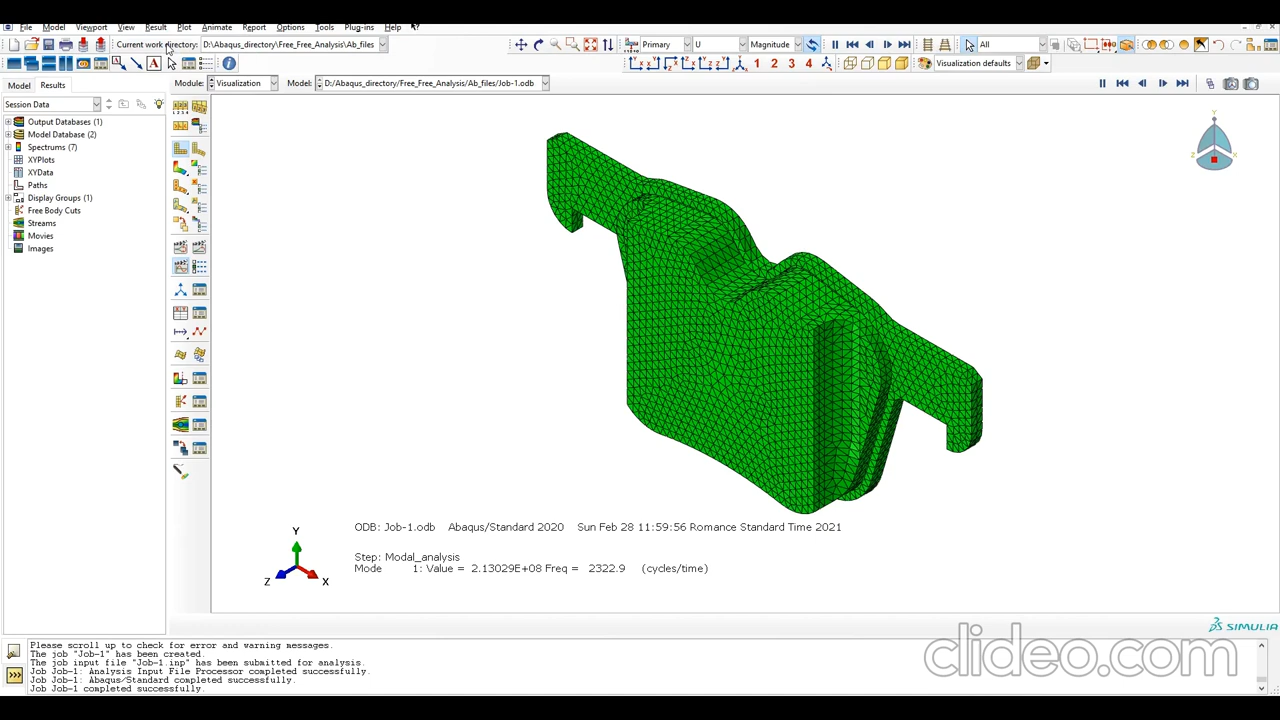 File Model Viewport View Result Plot Animate Report Options Tools Plug-ins Help
Current work directory: D:\Abaqus_directory\Free_Free_Analysis\Ab_files Primary U Magnitude All
A 1 2 3 4 Visualization defaults
Model Results Module: Visualization Model: D:/Abaqus_directory/Free_Free_Analysis/Ab_files/Job-1.odb
Session Data
Output Databases (1)
Model Database (2)
Spectrums (7)
XYPlots
XYData
Paths
Display Groups (1)
Free Body Cuts
Streams
Movies
Images
Y
Z X
ODB: Job-1.odb Abaqus/Standard 2020 Sun Feb 28 11:59:56 Romance Standard Time 2021
Step: Modal_analysis
Mode 1: Value = 2.13029E+08 Freq = 2322.9 (cycles/time)
Y
Z X
SIMULIA
Please scroll up to check for error and warning messages.
The job "Job-1" has been created.
The job input file "Job-1.inp" has been submitted for analysis.
Job Job-1: Analysis Input File Processor completed successfully.
Job Job-1: Abaqus/Standard completed successfully.
Job Job-1 completed successfully.
clideo.com